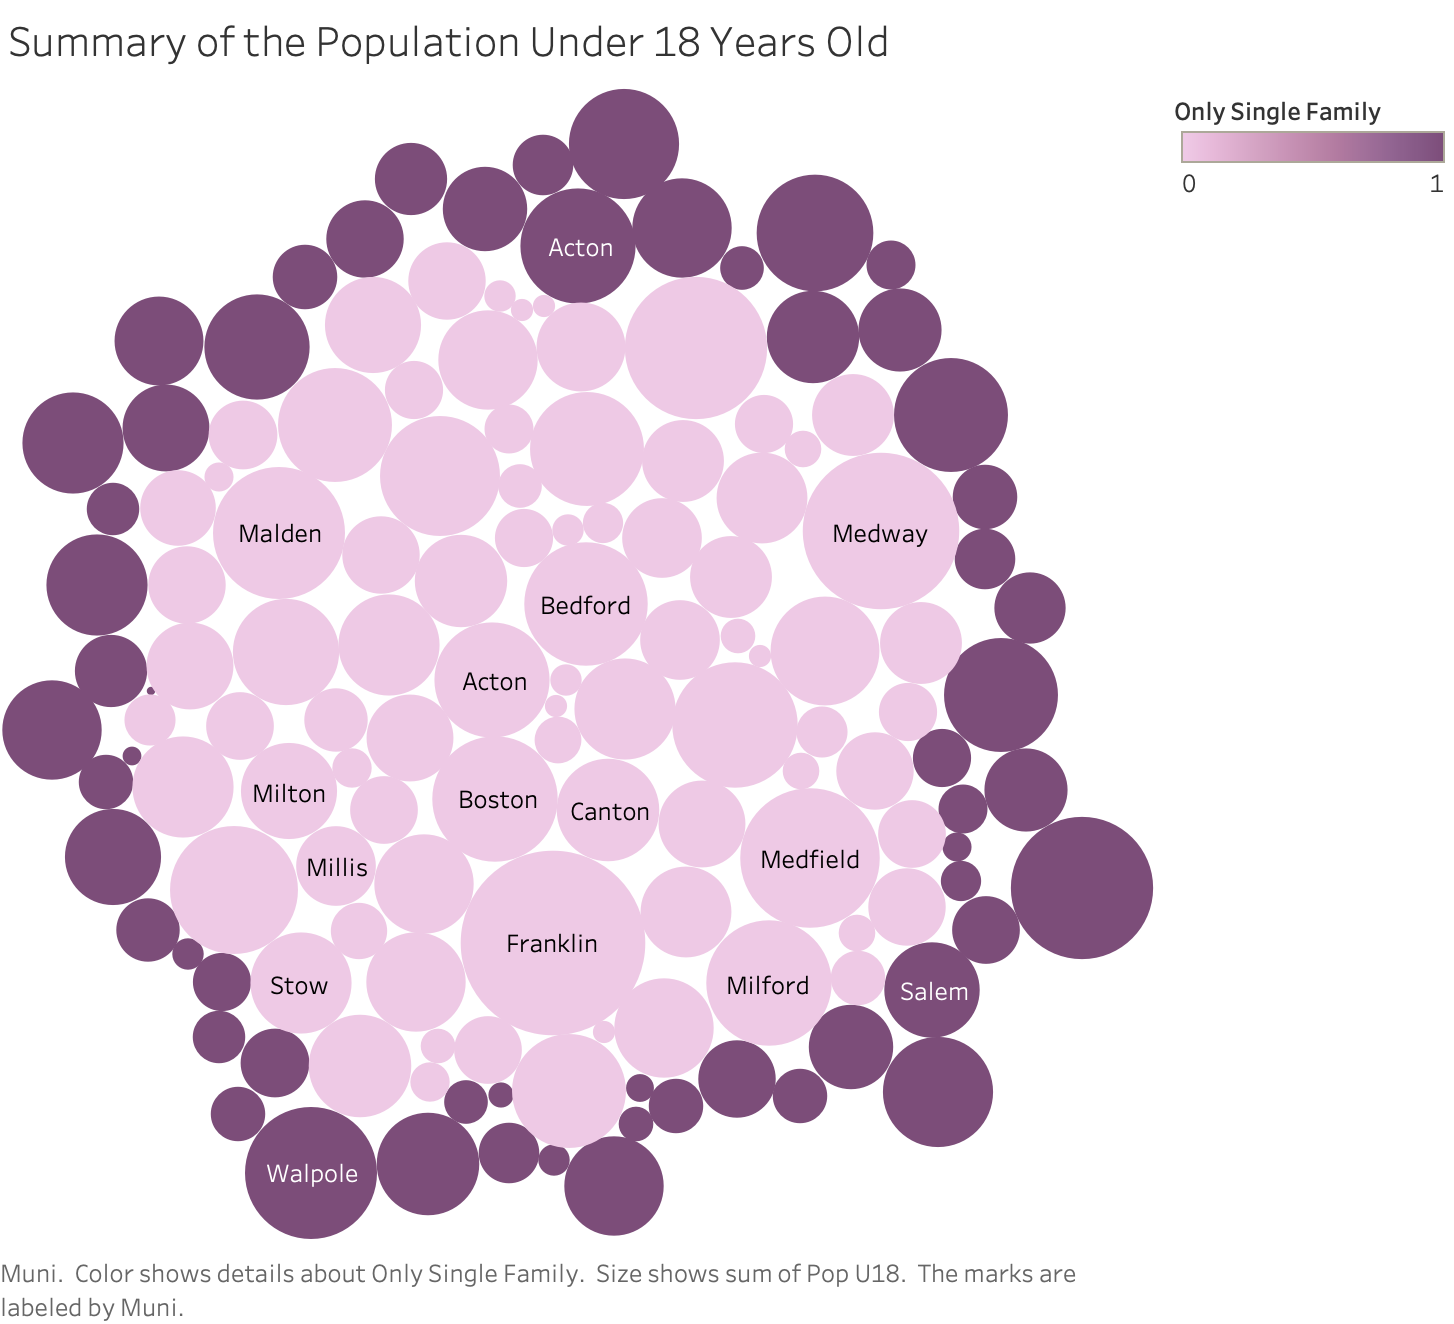 Summary of the Population Under 18 Years Old
Only Single Family
0 1
Acton
Malden
Medway
Bedford
Acton
Milton
Boston
Canton
Millis
Medfield
Franklin
Stow
Milford
Salem
Walpole
Muni.  Color shows details about Only Single Family.  Size shows sum of Pop U18.  The marks are
labeled by Muni.